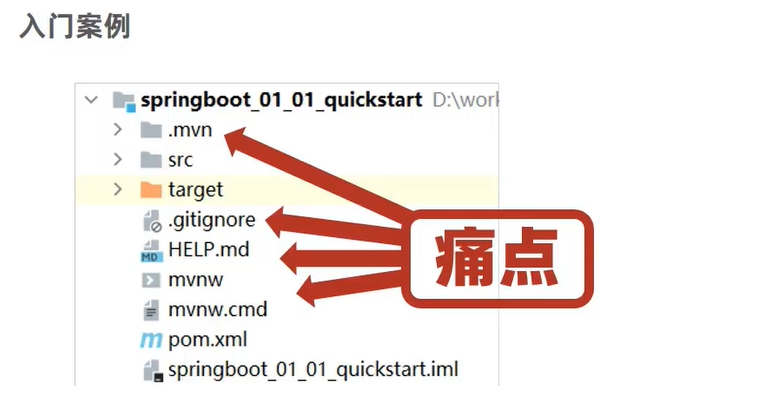 入门案例
springboot_01_01_quickstart D:\work
.mvn
src
target
.gitignore
HELP.md
mvnw
mvnw.cmd
pom.xml
springboot_01_01_quickstart.iml
痛点
MD